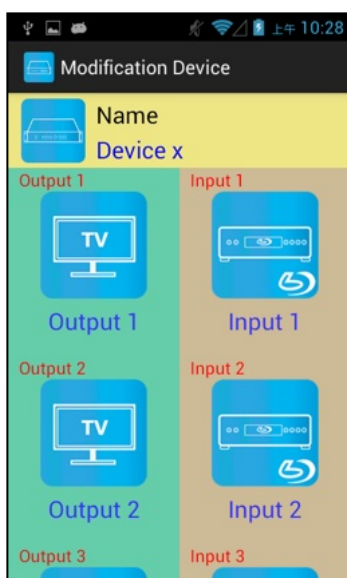 上午 10:28
Modification Device
Name
Device x
Output 1
Input 1
TV
Output 1
Input 1
Output 2
Input 2
TV
Output 2
Input 2
Output 3
Input 3